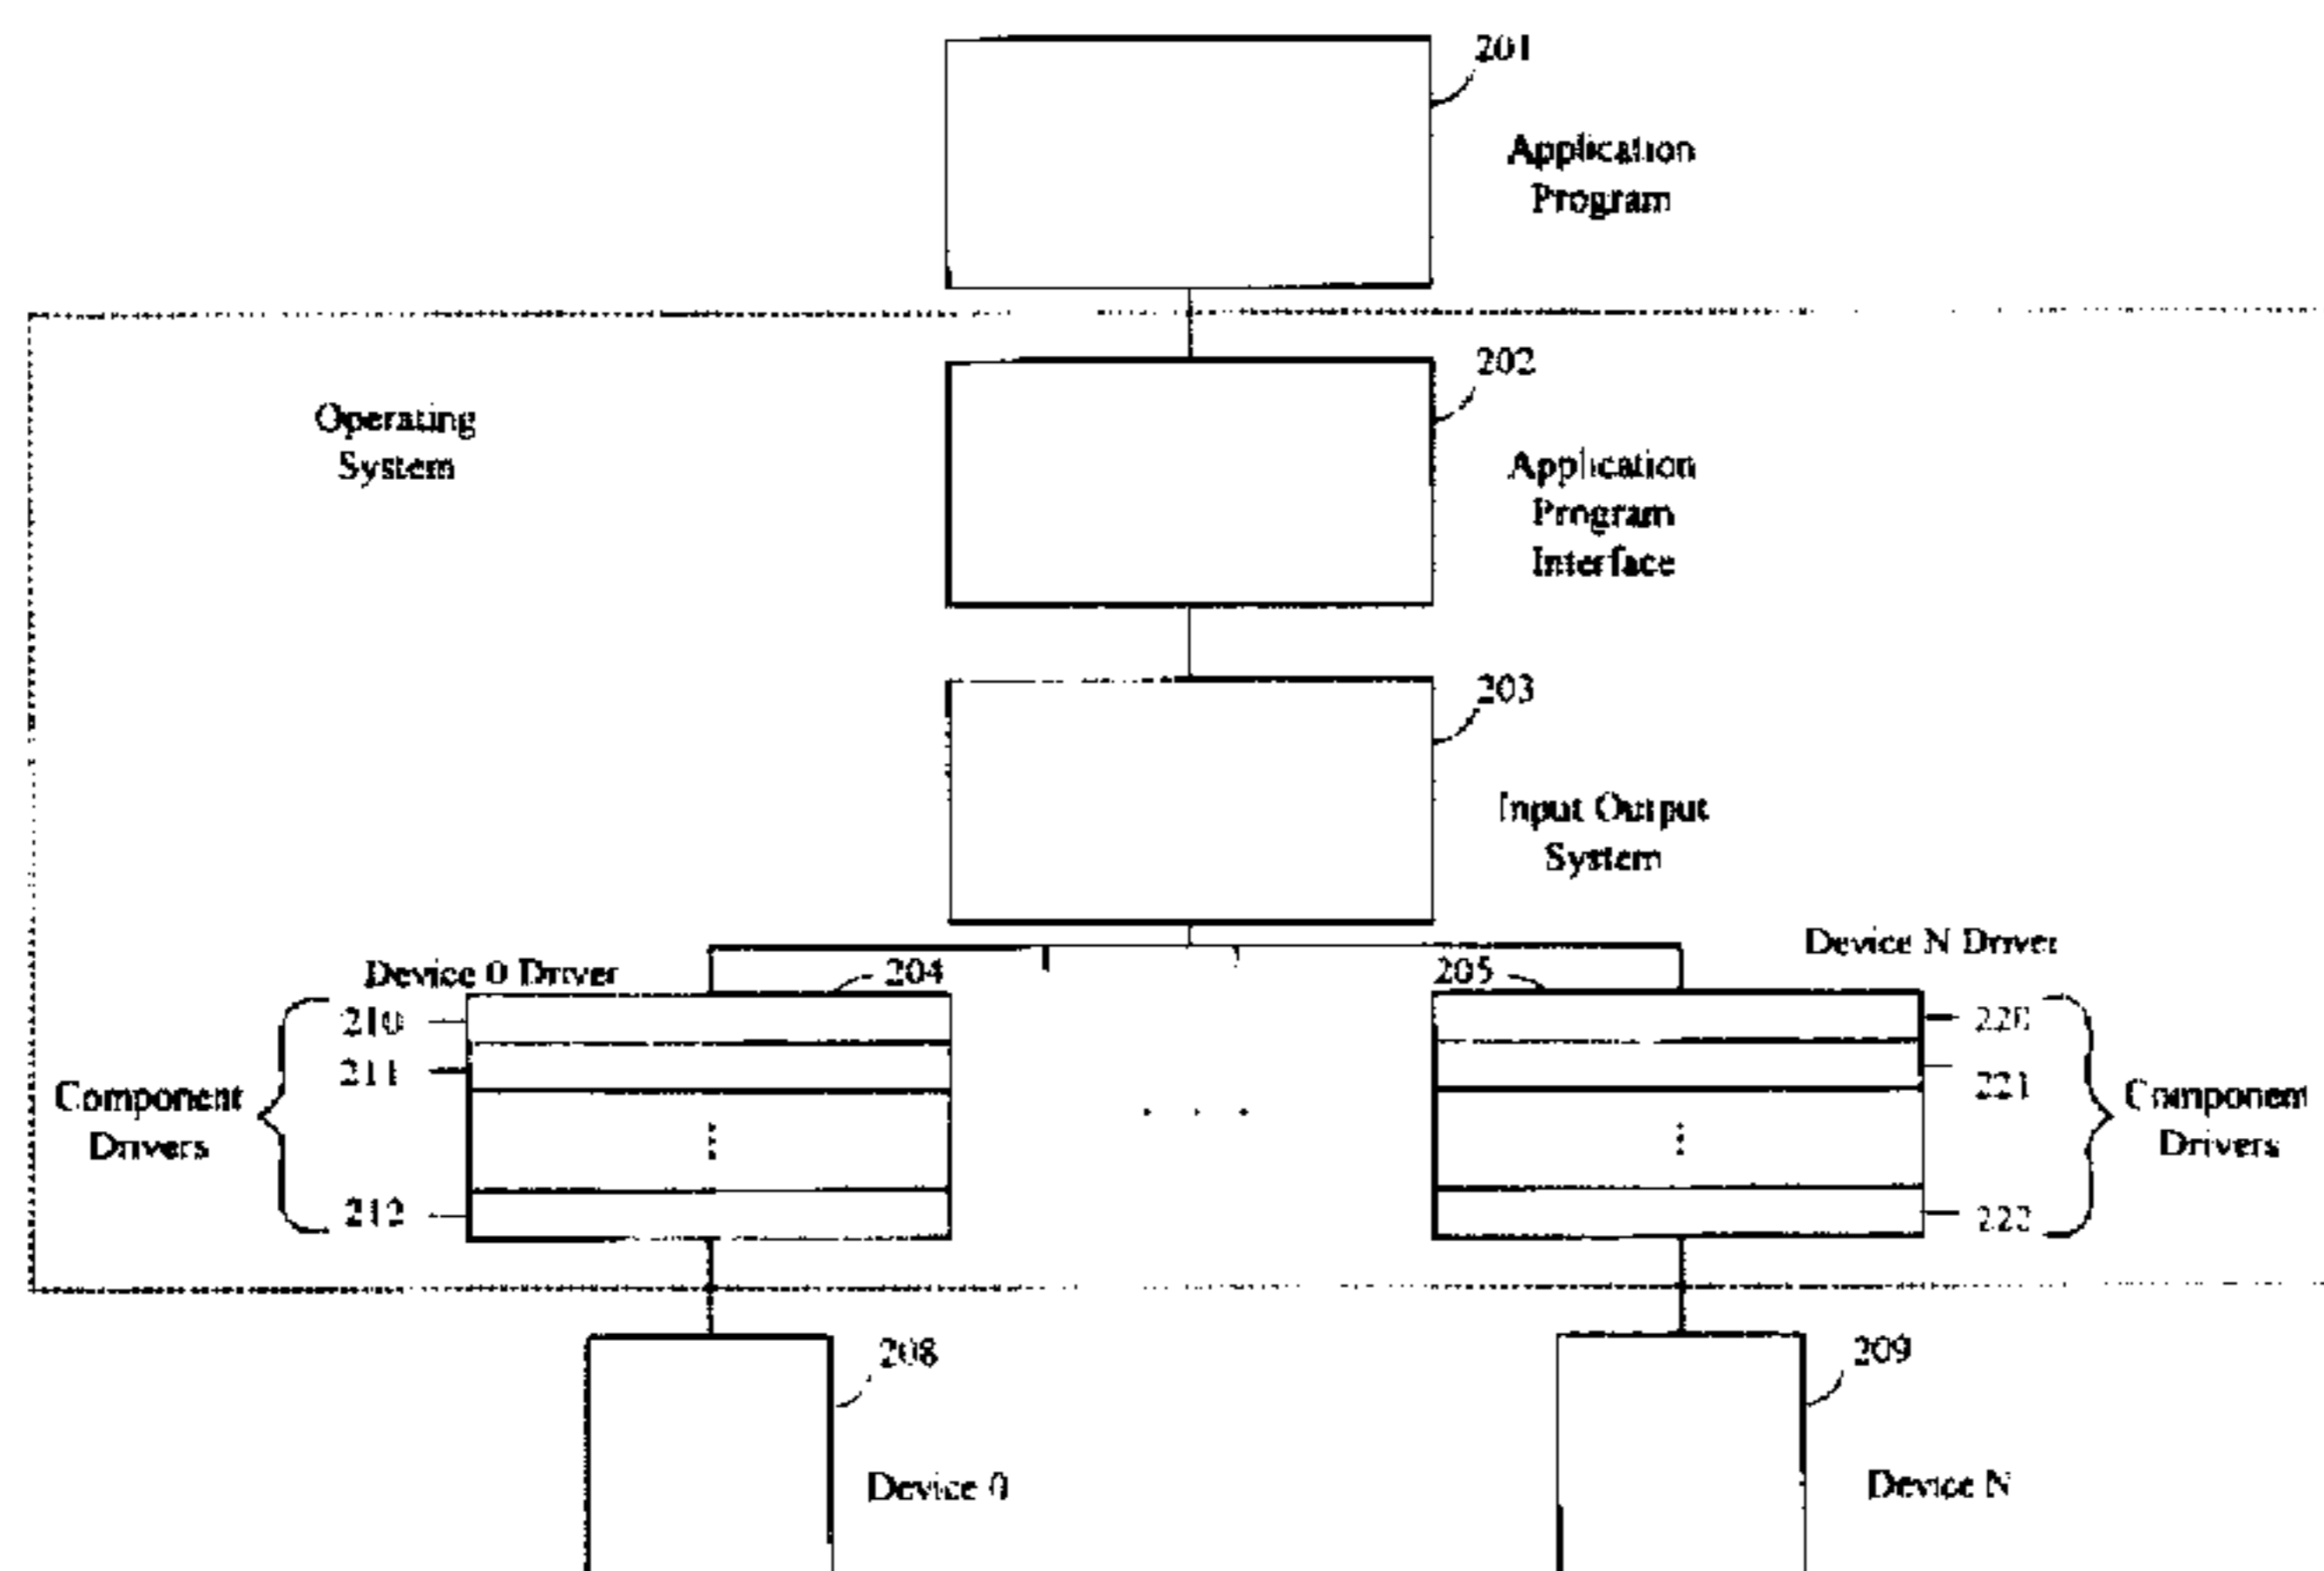 201
Application
Program
202
Operating
System
Application
Program
Interface
203
Input Output
System
Device N Driver
Device 0 Driver
204
205
210
220
211
221
Component
Drivers
Component
Drivers
212
222
208
209
Device 0
Device N